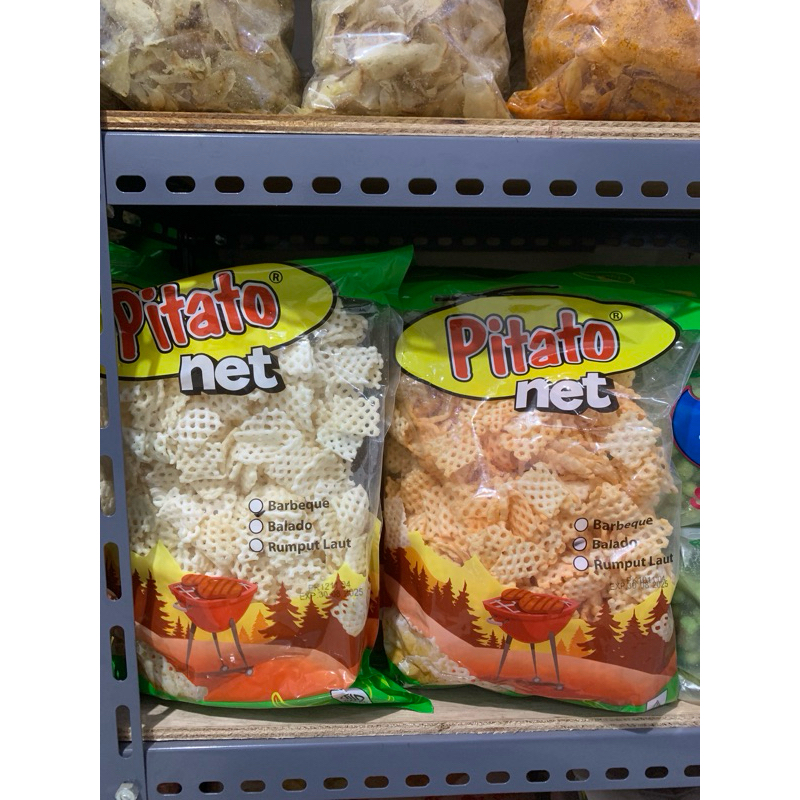 Pitato®
net
Barbeque
Balado
Rumput Laut
Pitato®
net
Barbeque
Balado
Rumput Laut